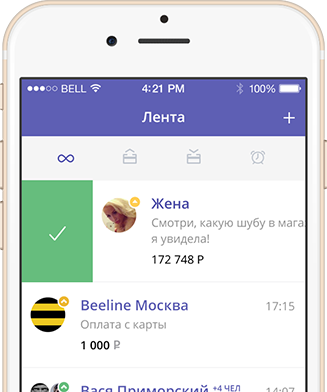 BELL 4:21 PM 100%
Лента +
Жена
Смотри, какую шубу в мага
я увидела!
172 748 Р
Beeline Москва 17:15
Оплата с карты
1 000 ₽
Вася Приморский +4 ЧЕЛ 14:07